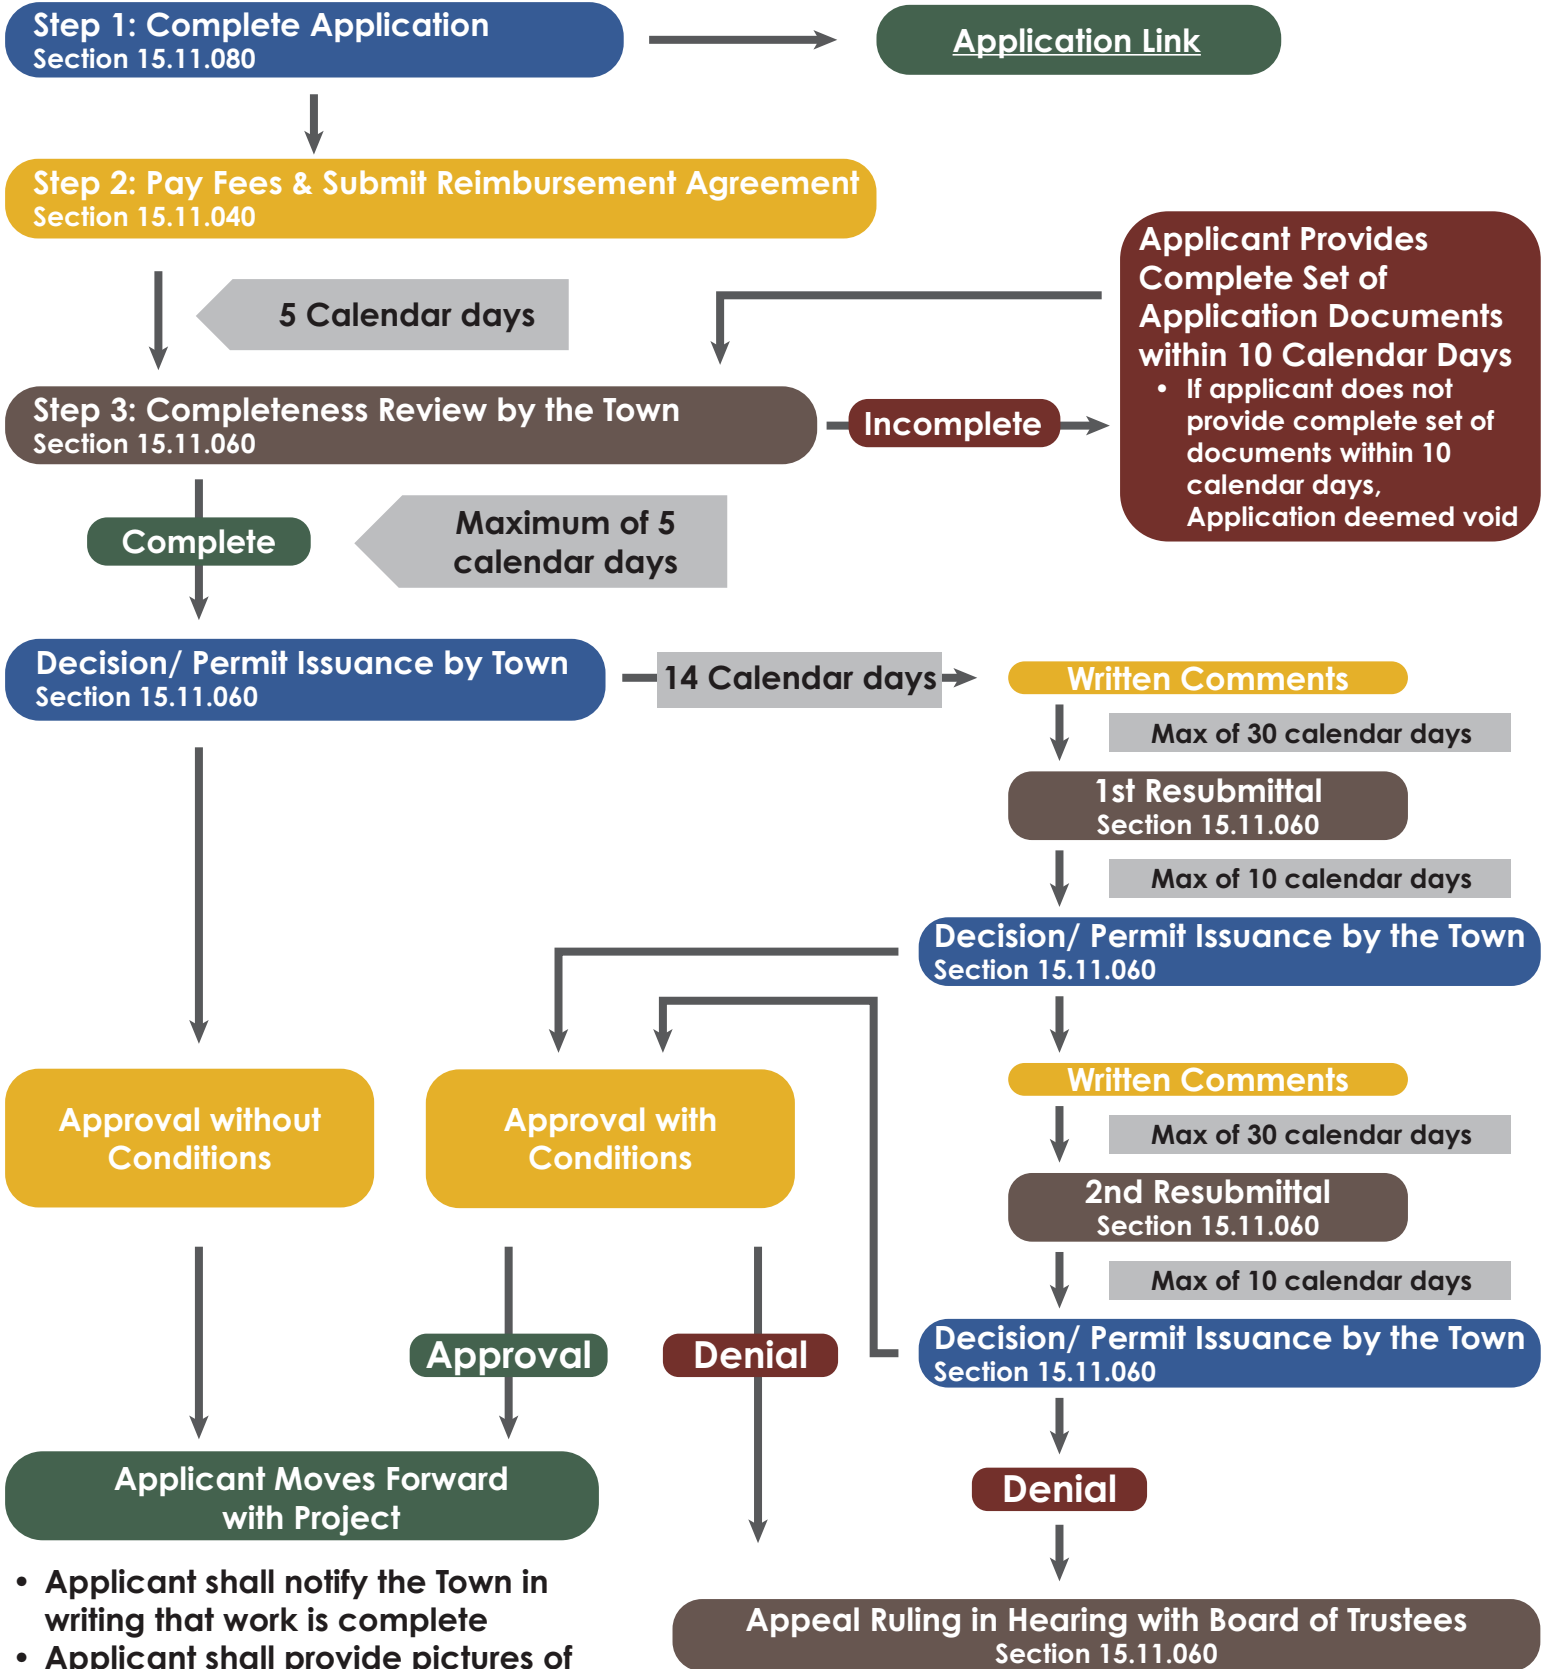 Step 1: Complete Application
Section 15.11.080
Application Link
Step 2: Pay Fees & Submit Reimbursement Agreement
Section 15.11.040
5 Calendar days
Applicant Provides
Complete Set of
Application Documents
within 10 Calendar Days
• If applicant does not
provide complete set of
documents within 10
calendar days,
Application deemed void
Step 3: Completeness Review by the Town
Section 15.11.060
Incomplete
Complete
Maximum of 5
calendar days
Decision/ Permit Issuance by Town
Section 15.11.060
14 Calendar days
Written Comments
Max of 30 calendar days
1st Resubmittal
Section 15.11.060
Max of 10 calendar days
Decision/ Permit Issuance by the Town
Section 15.11.060
Written Comments
Max of 30 calendar days
2nd Resubmittal
Section 15.11.060
Max of 10 calendar days
Decision/ Permit Issuance by the Town
Section 15.11.060
Approval without
Conditions
Approval with
Conditions
Approval
Denial
Denial
Applicant Moves Forward
with Project
• Applicant shall notify the Town in
writing that work is complete
• Applicant shall provide pictures of
Appeal Ruling in Hearing with Board of Trustees
Section 15.11.060